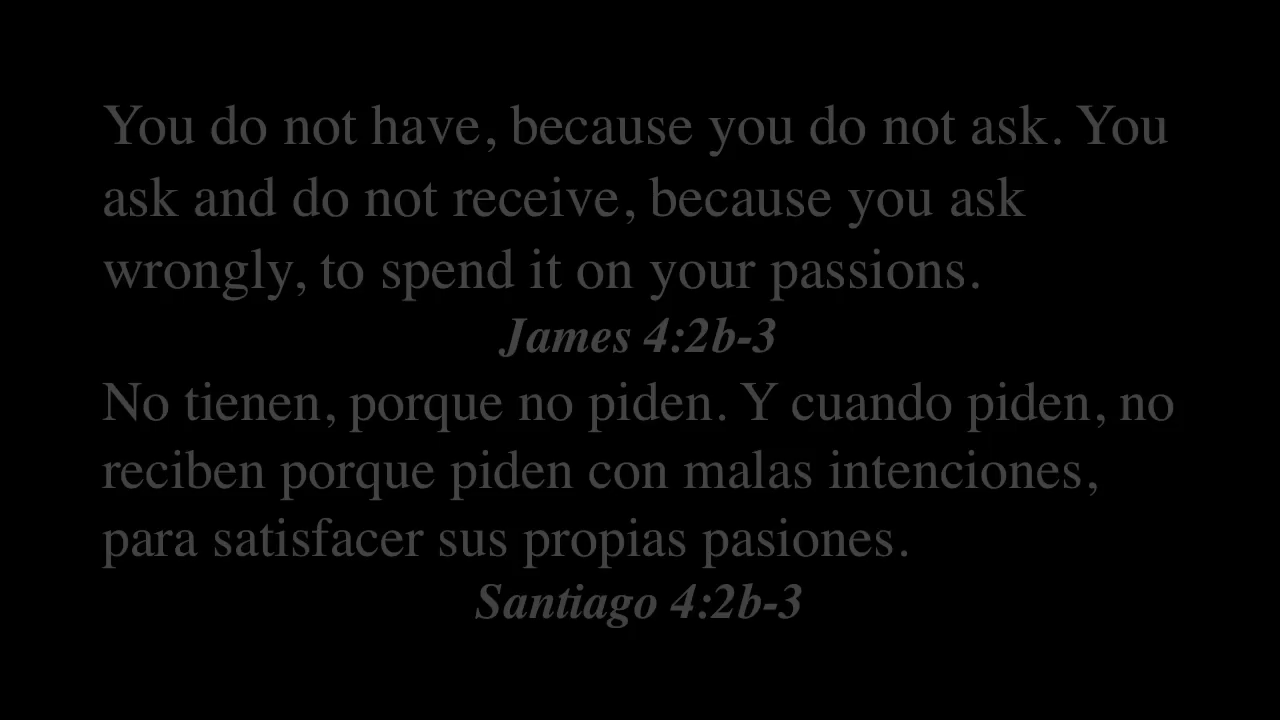 You do not have, because you do not ask. You
ask and do not receive, because you ask
wrongly, to spend it on your passions.
James 4:2b-3
No tienen, porque no piden. Y cuando piden, no
reciben porque piden con malas intenciones,
para satisfacer sus propias pasiones.
Santiago 4:2b-3